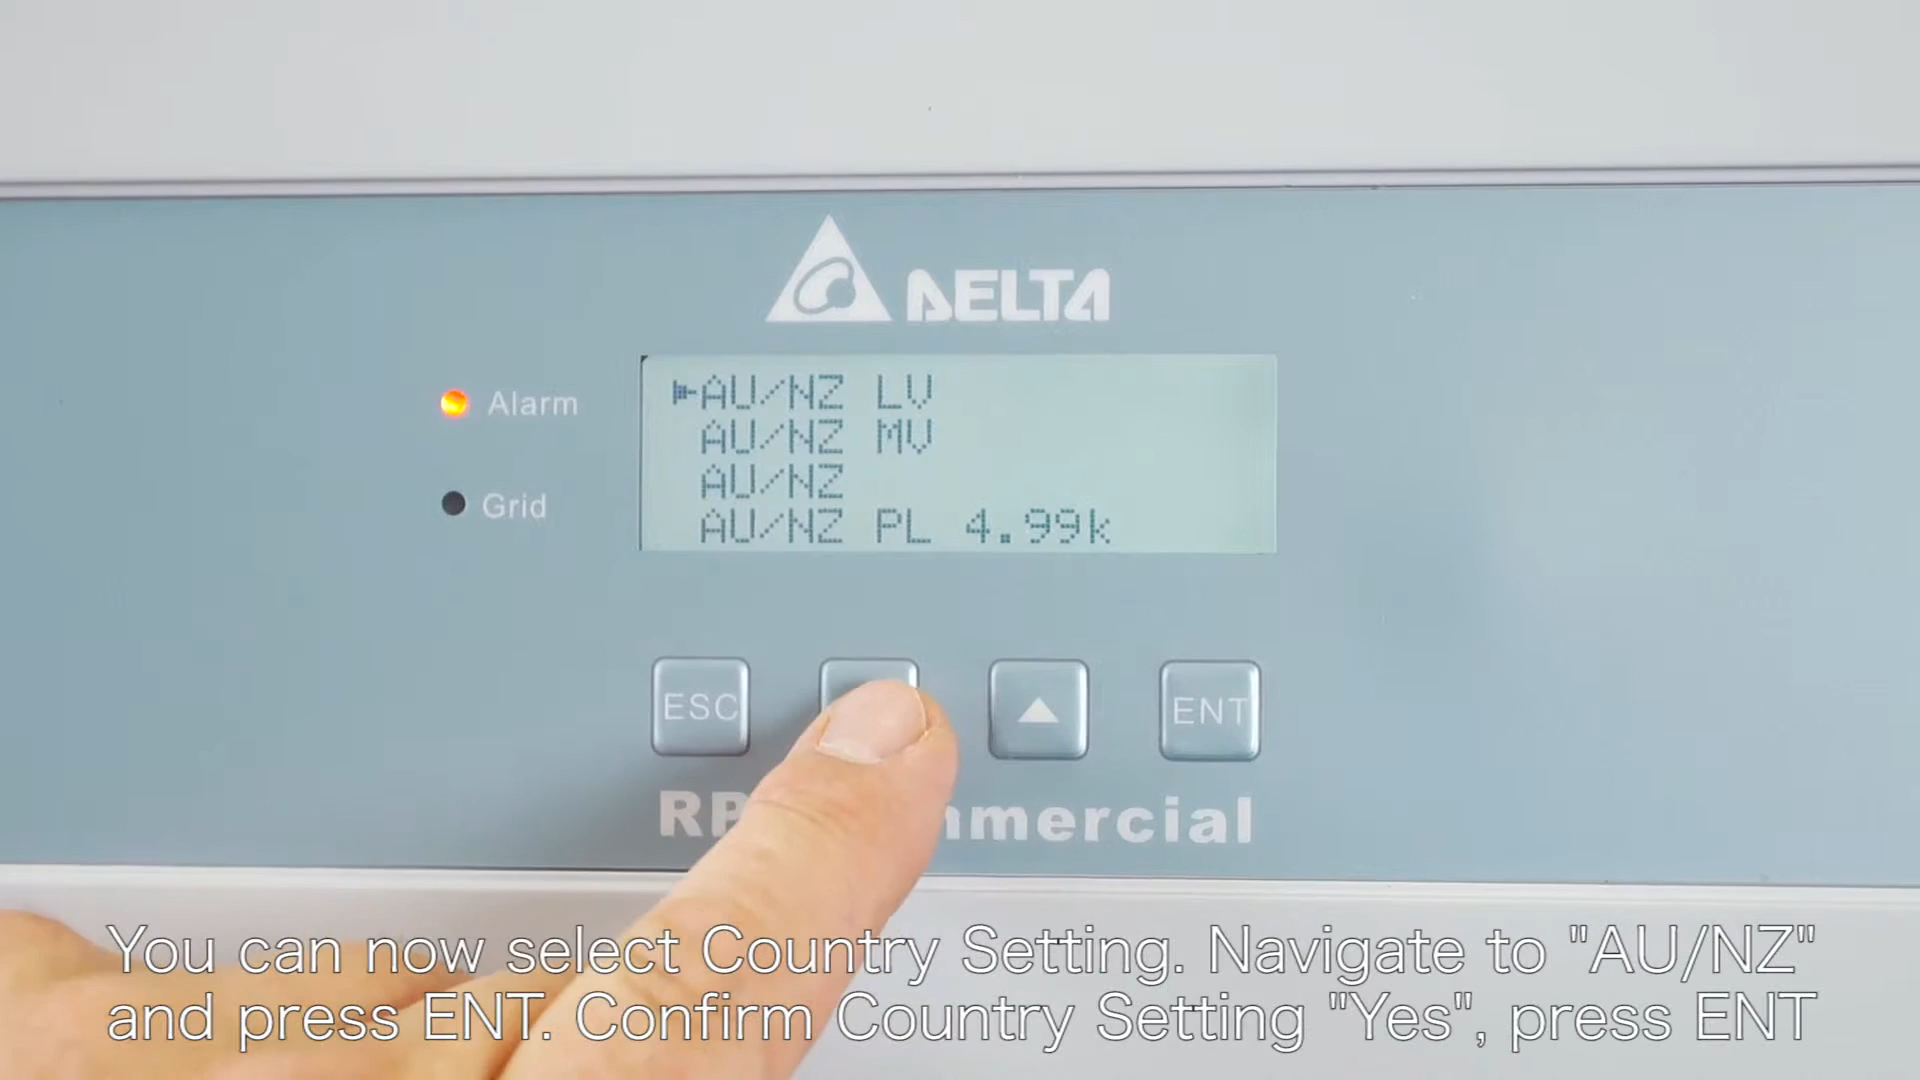 DELTA
Alarm
Grid
AU/NZ LV
AU/NZ MV
AU/NZ
AU/NZ PL 4.99k
ESC
ENT
You can now select Country Setting. Navigate to "AU/NZ"
and press ENT. Confirm Country Setting "Yes", press ENT